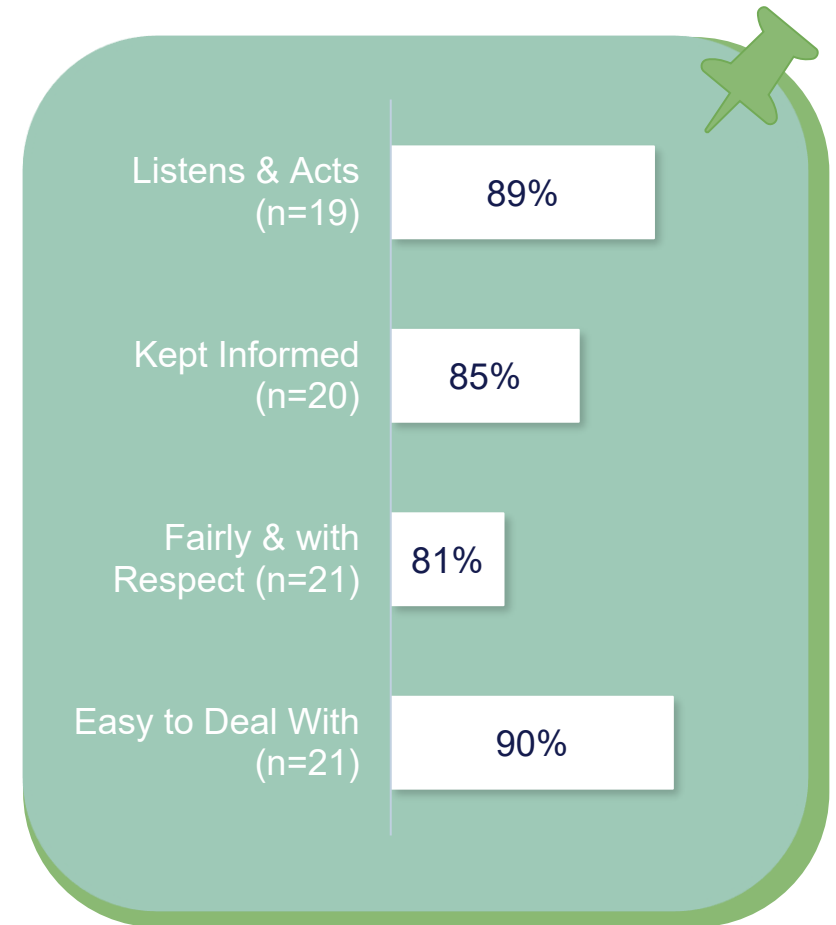 Listens & Acts
(n=19)
89%
Kept Informed
(n=20)
85%
Fairly & with
Respect (n=21)
81%
Easy to Deal With
(n=21)
90%